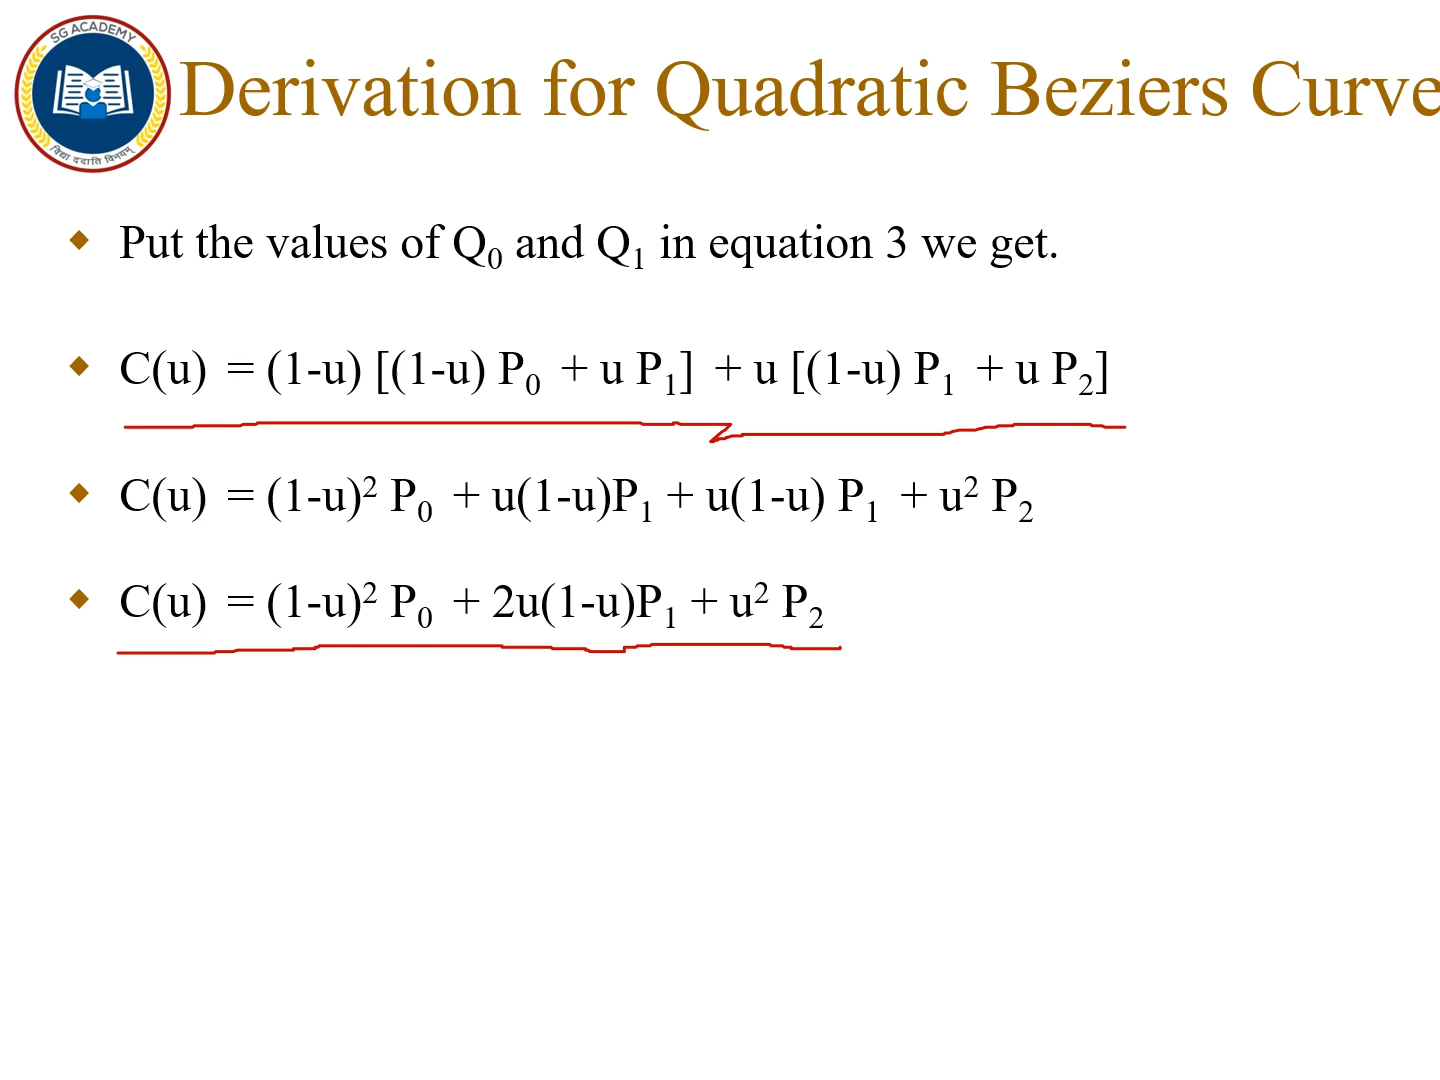 SG ACADEMY
विद्या ददाति विनयम्
Derivation for Quadratic Beziers Curve
Put the values of Q₀ and Q₁ in equation 3 we get.
C(u) = (1-u) [(1-u) P₀ + u P₁] + u [(1-u) P₁ + u P₂]
C(u) = (1-u)² P₀ + u(1-u)P₁ + u(1-u) P₁ + u² P₂
C(u) = (1-u)² P₀ + 2u(1-u)P₁ + u² P₂